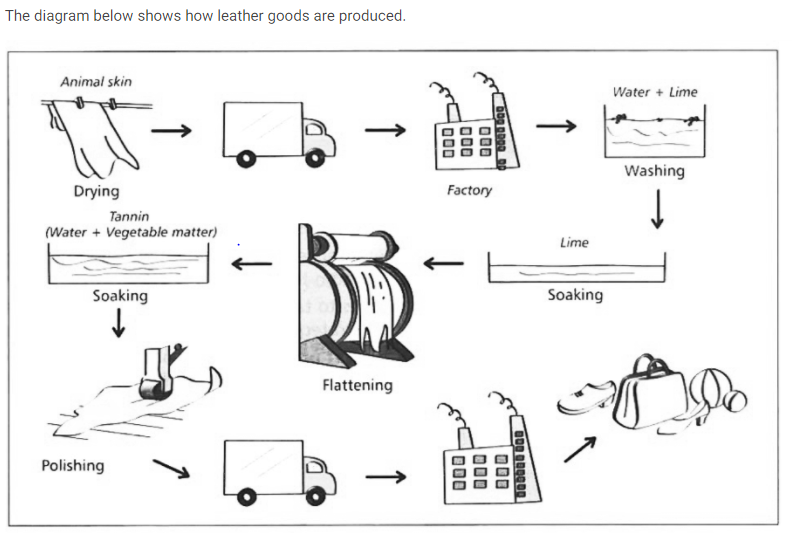 The diagram below shows how leather goods are produced.
Animal skin
Drying
Factory
Water + Lime
Washing
Tannin
(Water + Vegetable matter)
Soaking
Flattening
Lime
Soaking
Polishing